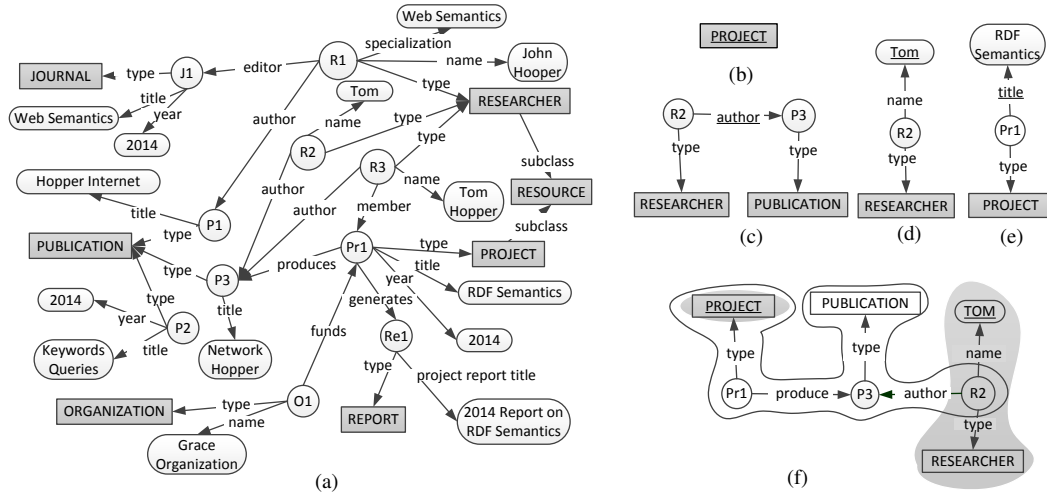 Web Semantics
specialization
R1
name
John
Hooper
JOURNAL
type
J1
editor
type
title
year
Web Semantics
2014
Tom
RESEARCHER
name
type
author
R2
type
R3
subclass
Hopper Internet
author
name
Tom
Hopper
RESOURCE
author
member
title
P1
subclass
type
PUBLICATION
Pr1
type
PROJECT
produces
type
P3
title
RDF Semantics
year
2014
type
generates
year
P2
title
funds
2014
title
Re1
Keywords
Queries
Network
Hopper
type
project report title
ORGANIZATION
type
O1
REPORT
name
2014 Report on
RDF Semantics
Grace
Organization
(a)
PROJECT
(b)
R2
author
P3
type
type
RESEARCHER
PUBLICATION
(c)
Tom
name
R2
type
RESEARCHER
(d)
RDF
Semantics
title
Pr1
type
PROJECT
(e)
PROJECT
PUBLICATION
TOM
type
type
name
Pr1
produce
P3
author
R2
type
RESEARCHER
(f)